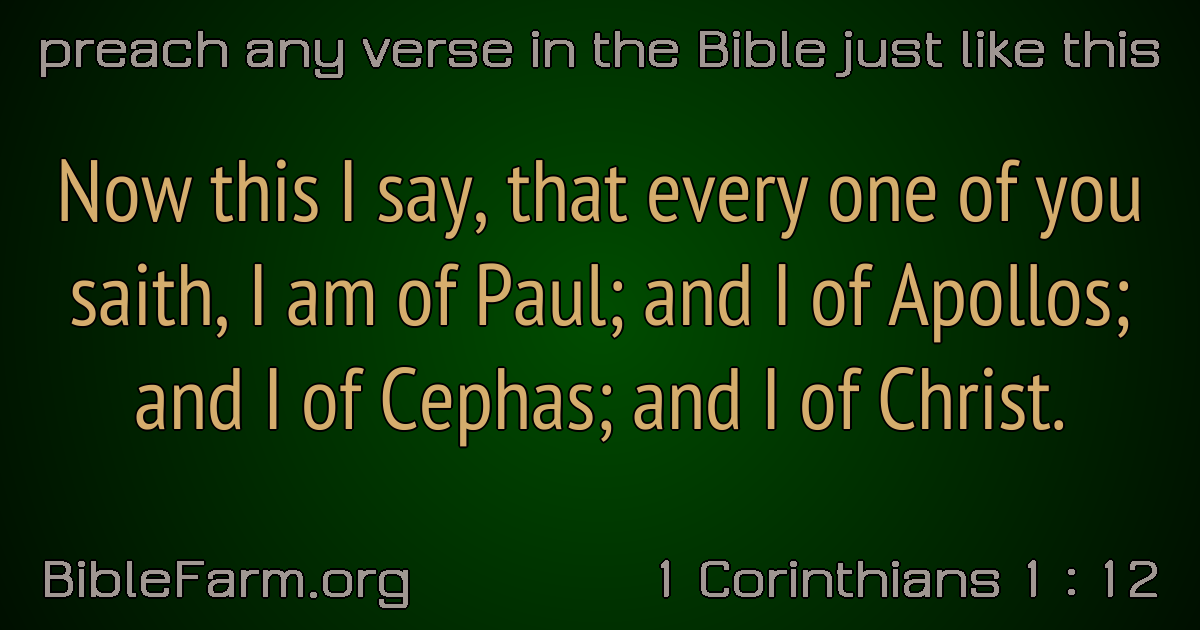 preach any verse in the Bible just like this
Now this I say, that every one of you
saith, I am of Paul; and I of Apollos;
and I of Cephas; and I of Christ.
BibleFarm.org
1 Corinthians 1 : 12